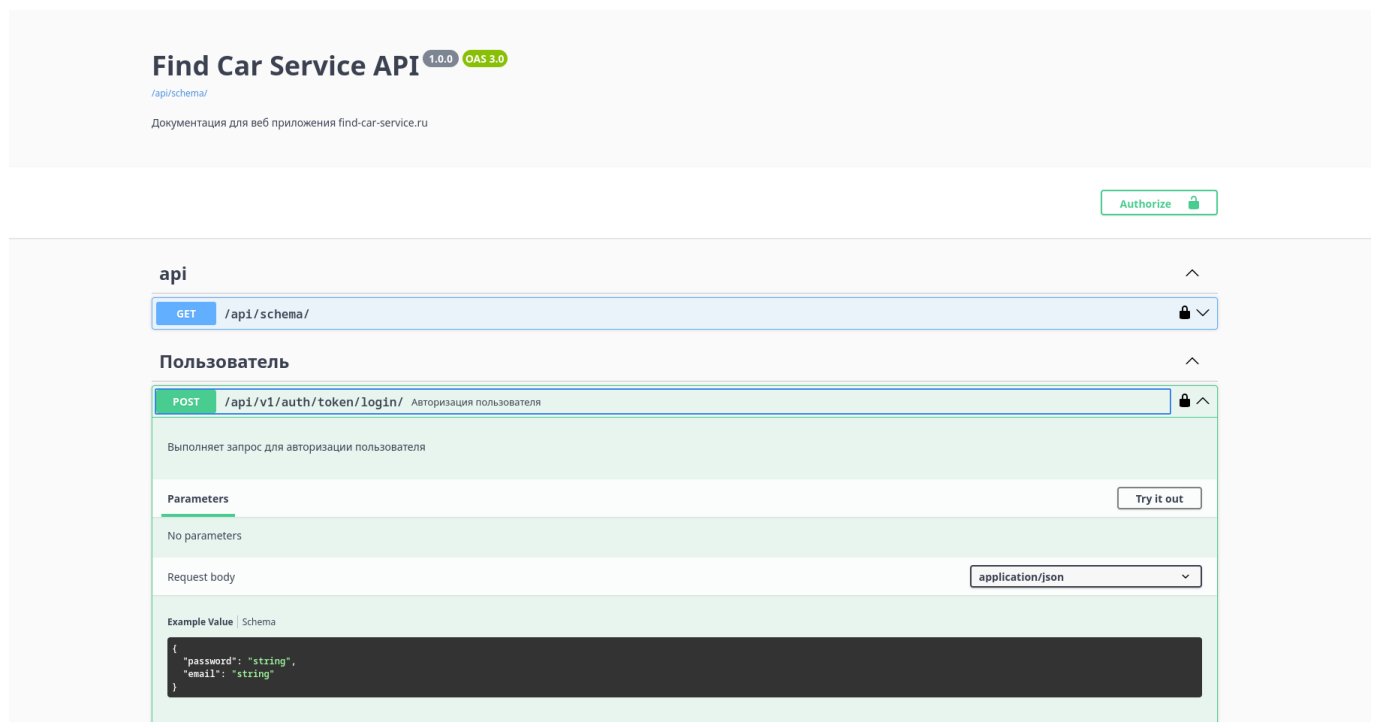 Find Car Service API 1.0.0 OAS 3.0
/api/schema/
Документация для веб приложения find-car-service.ru
Authorize
api
GET /api/schema/
Пользователь
POST /api/v1/auth/token/login/ Авторизация пользователя
Выполняет запрос для авторизации пользователя
Parameters Try it out
No parameters
Request body application/json
Example Value Schema
{
"password": "string",
"email": "string"
}